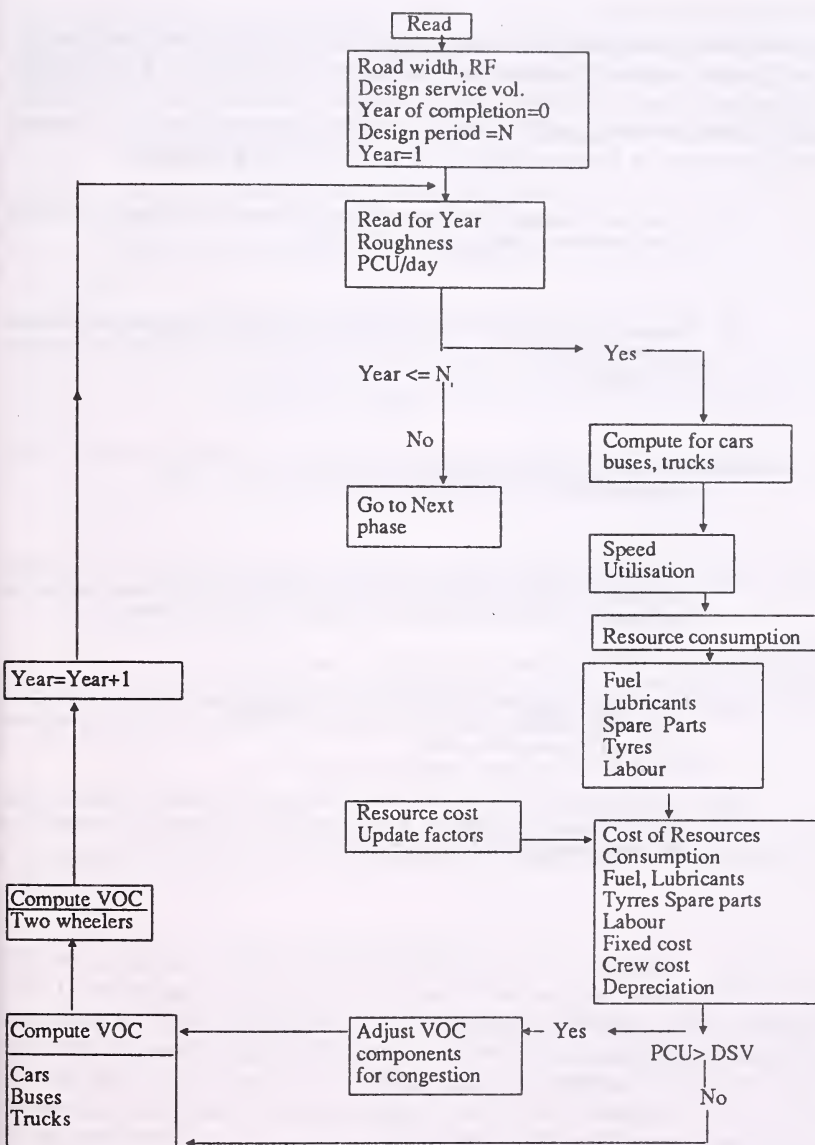 Read
Road width, RF
Design service vol.
Year of completion=0
Design period =N
Year=1
Read for Year
Roughness
PCU/day
Yes
Year <= N
No
Compute for cars
buses, trucks
Go to Next
phase
Speed
Utilisation
Resource consumption
Year=Year+1
Fuel
Lubricants
Spare Parts
Tyres
Labour
Resource cost
Update factors
Cost of Resources
Consumption
Fuel, Lubricants
Tyrres Spare parts
Labour
Fixed cost
Crew cost
Depreciation
Compute VOC
Two wheelers
PCU> DSV
Yes
No
Adjust VOC
components
for congestion
Compute VOC
Cars
Buses
Trucks